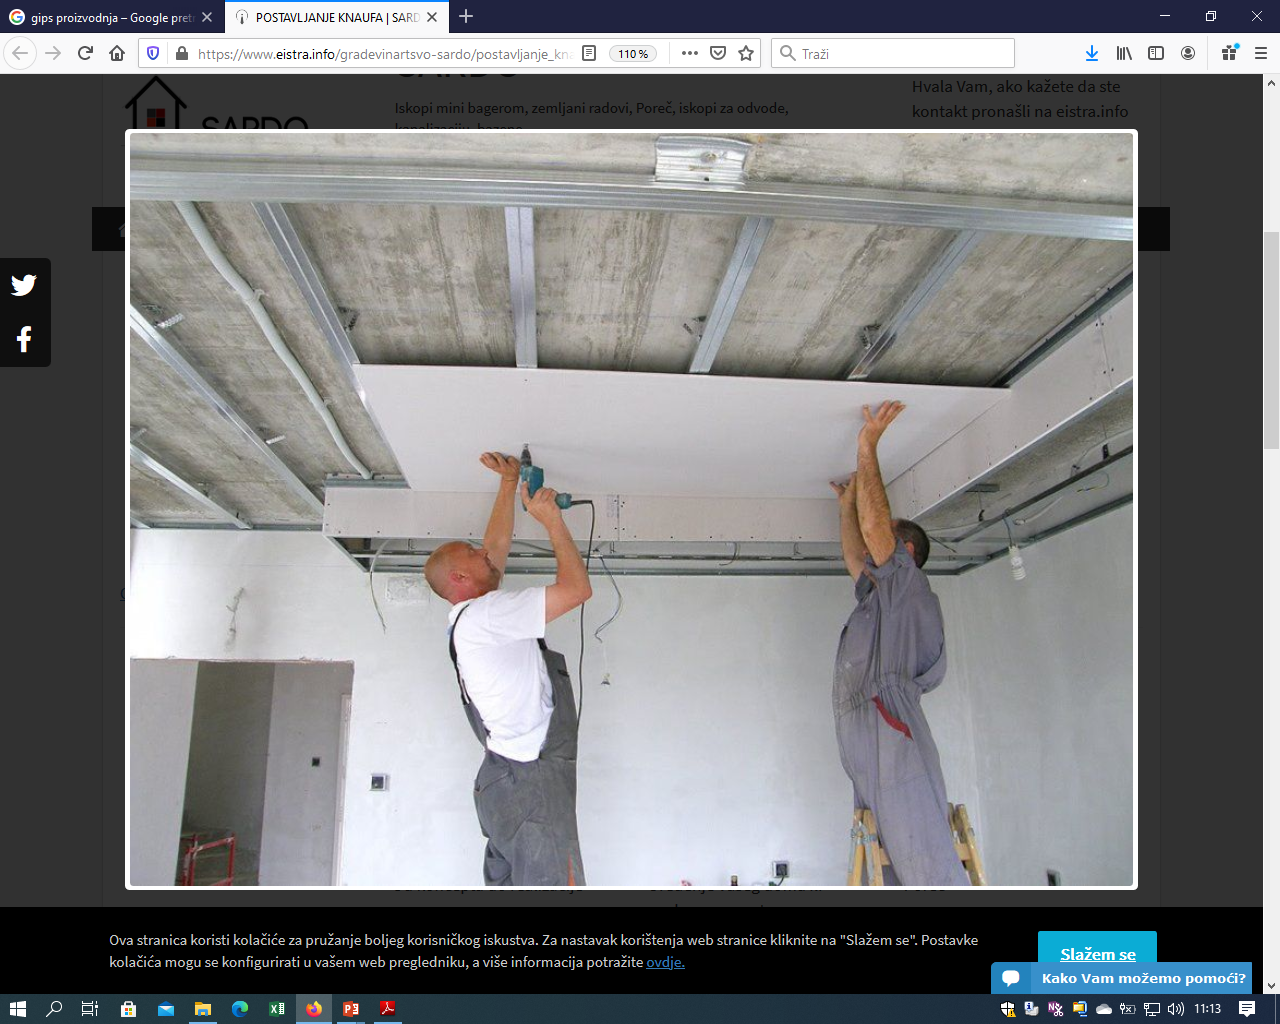 gips proizvodnja – Google pret
POSTAVLJANJE KNAUFA | SARD
https://www.eistra.info/gradevinartsvo-sardo/postavljanje_kna
110 %
Traži
SARDO
Iskopi mini bagerom, zemljani radovi, Poreč, iskopi za odvode,
Hvala Vam, ako kažete da ste
kontakt pronašli na eistra.info
Ova stranica koristi kolačiće za pružanje boljeg korisničkog iskustva. Za nastavak korištenja web stranice kliknite na "Slažem se". Postavke
kolačića mogu se konfigurirati u vašem web pregledniku, a više informacija potražite ovdje.
Slažem se
Kako Vam možemo pomoći?
11:13